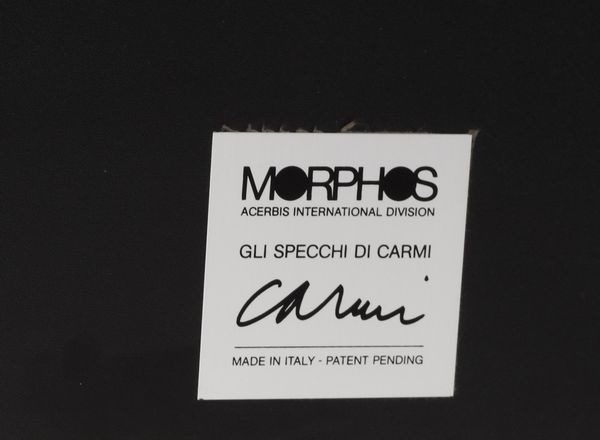 MORPHOS
ACERBIS INTERNATIONAL DIVISION
GLI SPECCHI DI CARMI
carmi
MADE IN ITALY - PATENT PENDING